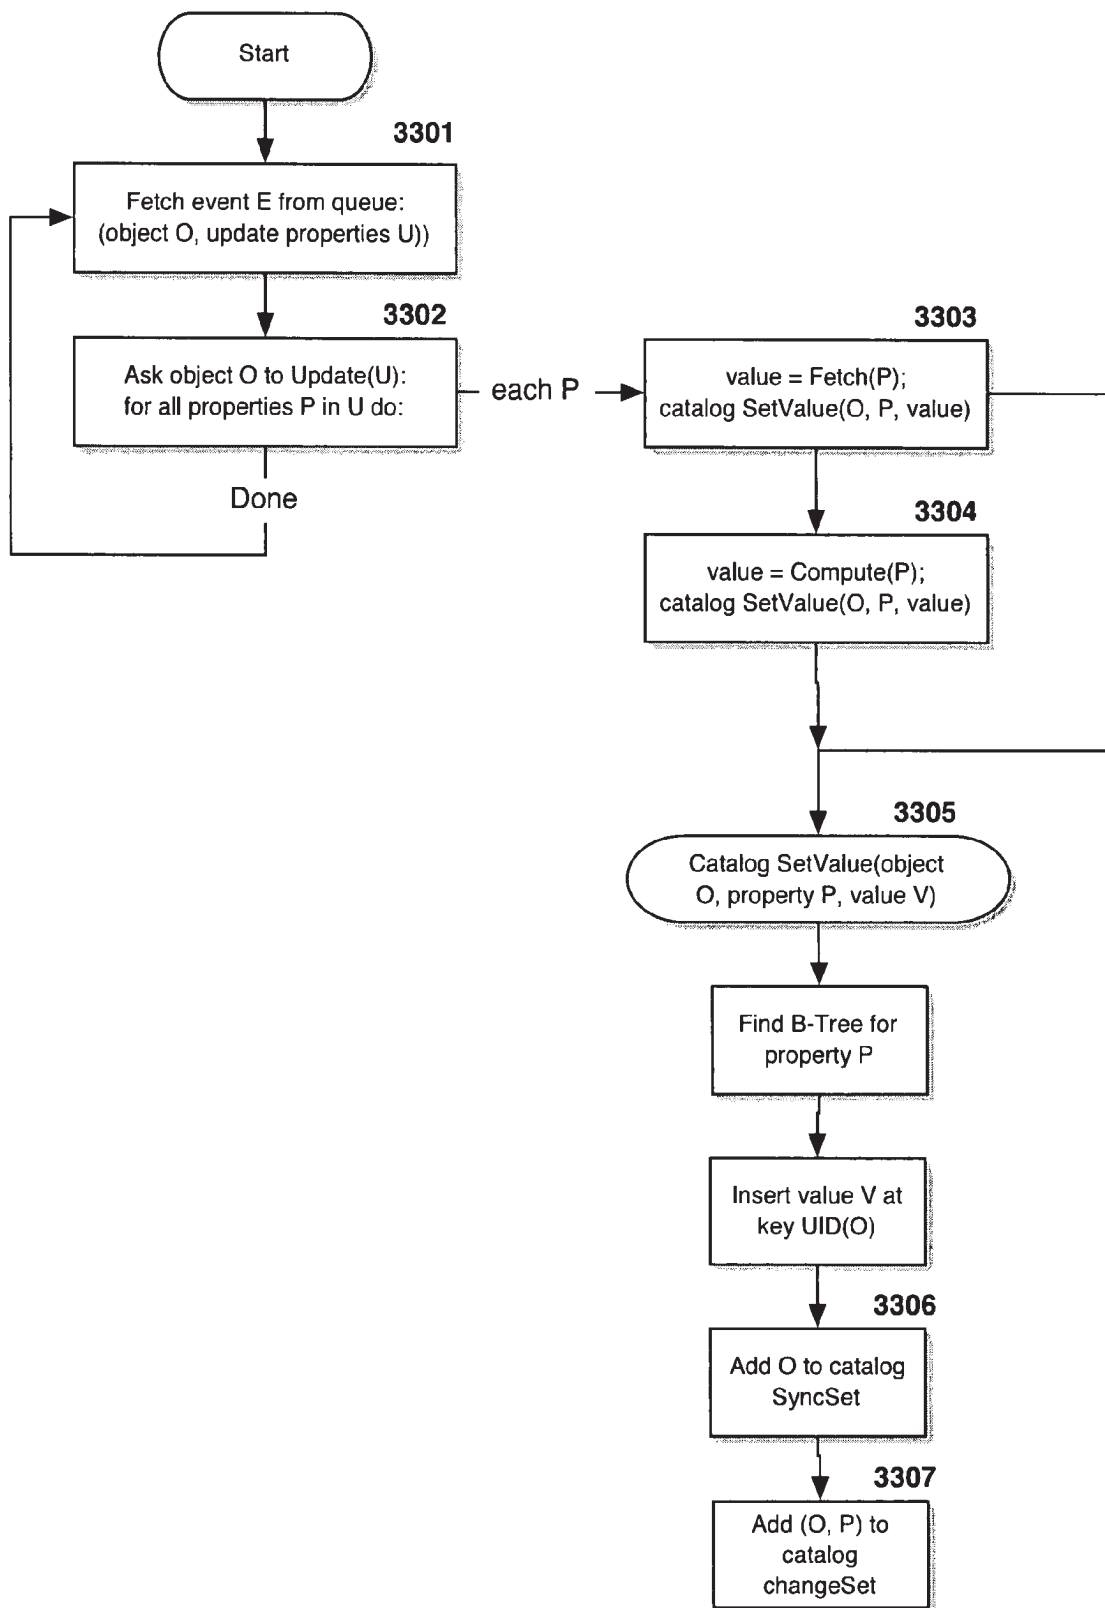 Start
3301
Fetch event E from queue:
(object O, update properties U))
3302
Ask object O to Update(U):
for all properties P in U do:
each P
Done
3303
value = Fetch(P);
catalog SetValue(O, P, value)
3304
value = Compute(P);
catalog SetValue(O, P, value)
3305
Catalog SetValue(object
O, property P, value V)
Find B-Tree for
property P
Insert value V at
key UID(O)
3306
Add O to catalog
SyncSet
3307
Add (O, P) to
catalog
changeSet